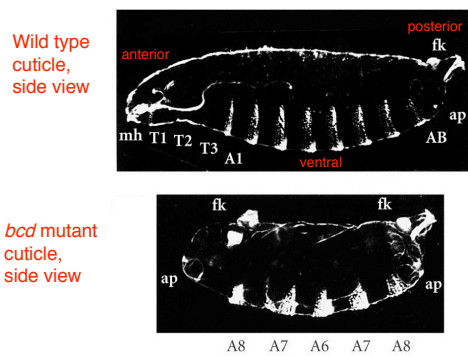 Wild type
cuticle,
side view
anterior
posterior
fk
mh T1 T2 T3 A1
ventral
AB
ap
bcd mutant
cuticle,
side view
fk
fk
ap
ap
A8 A7 A6 A7 A8